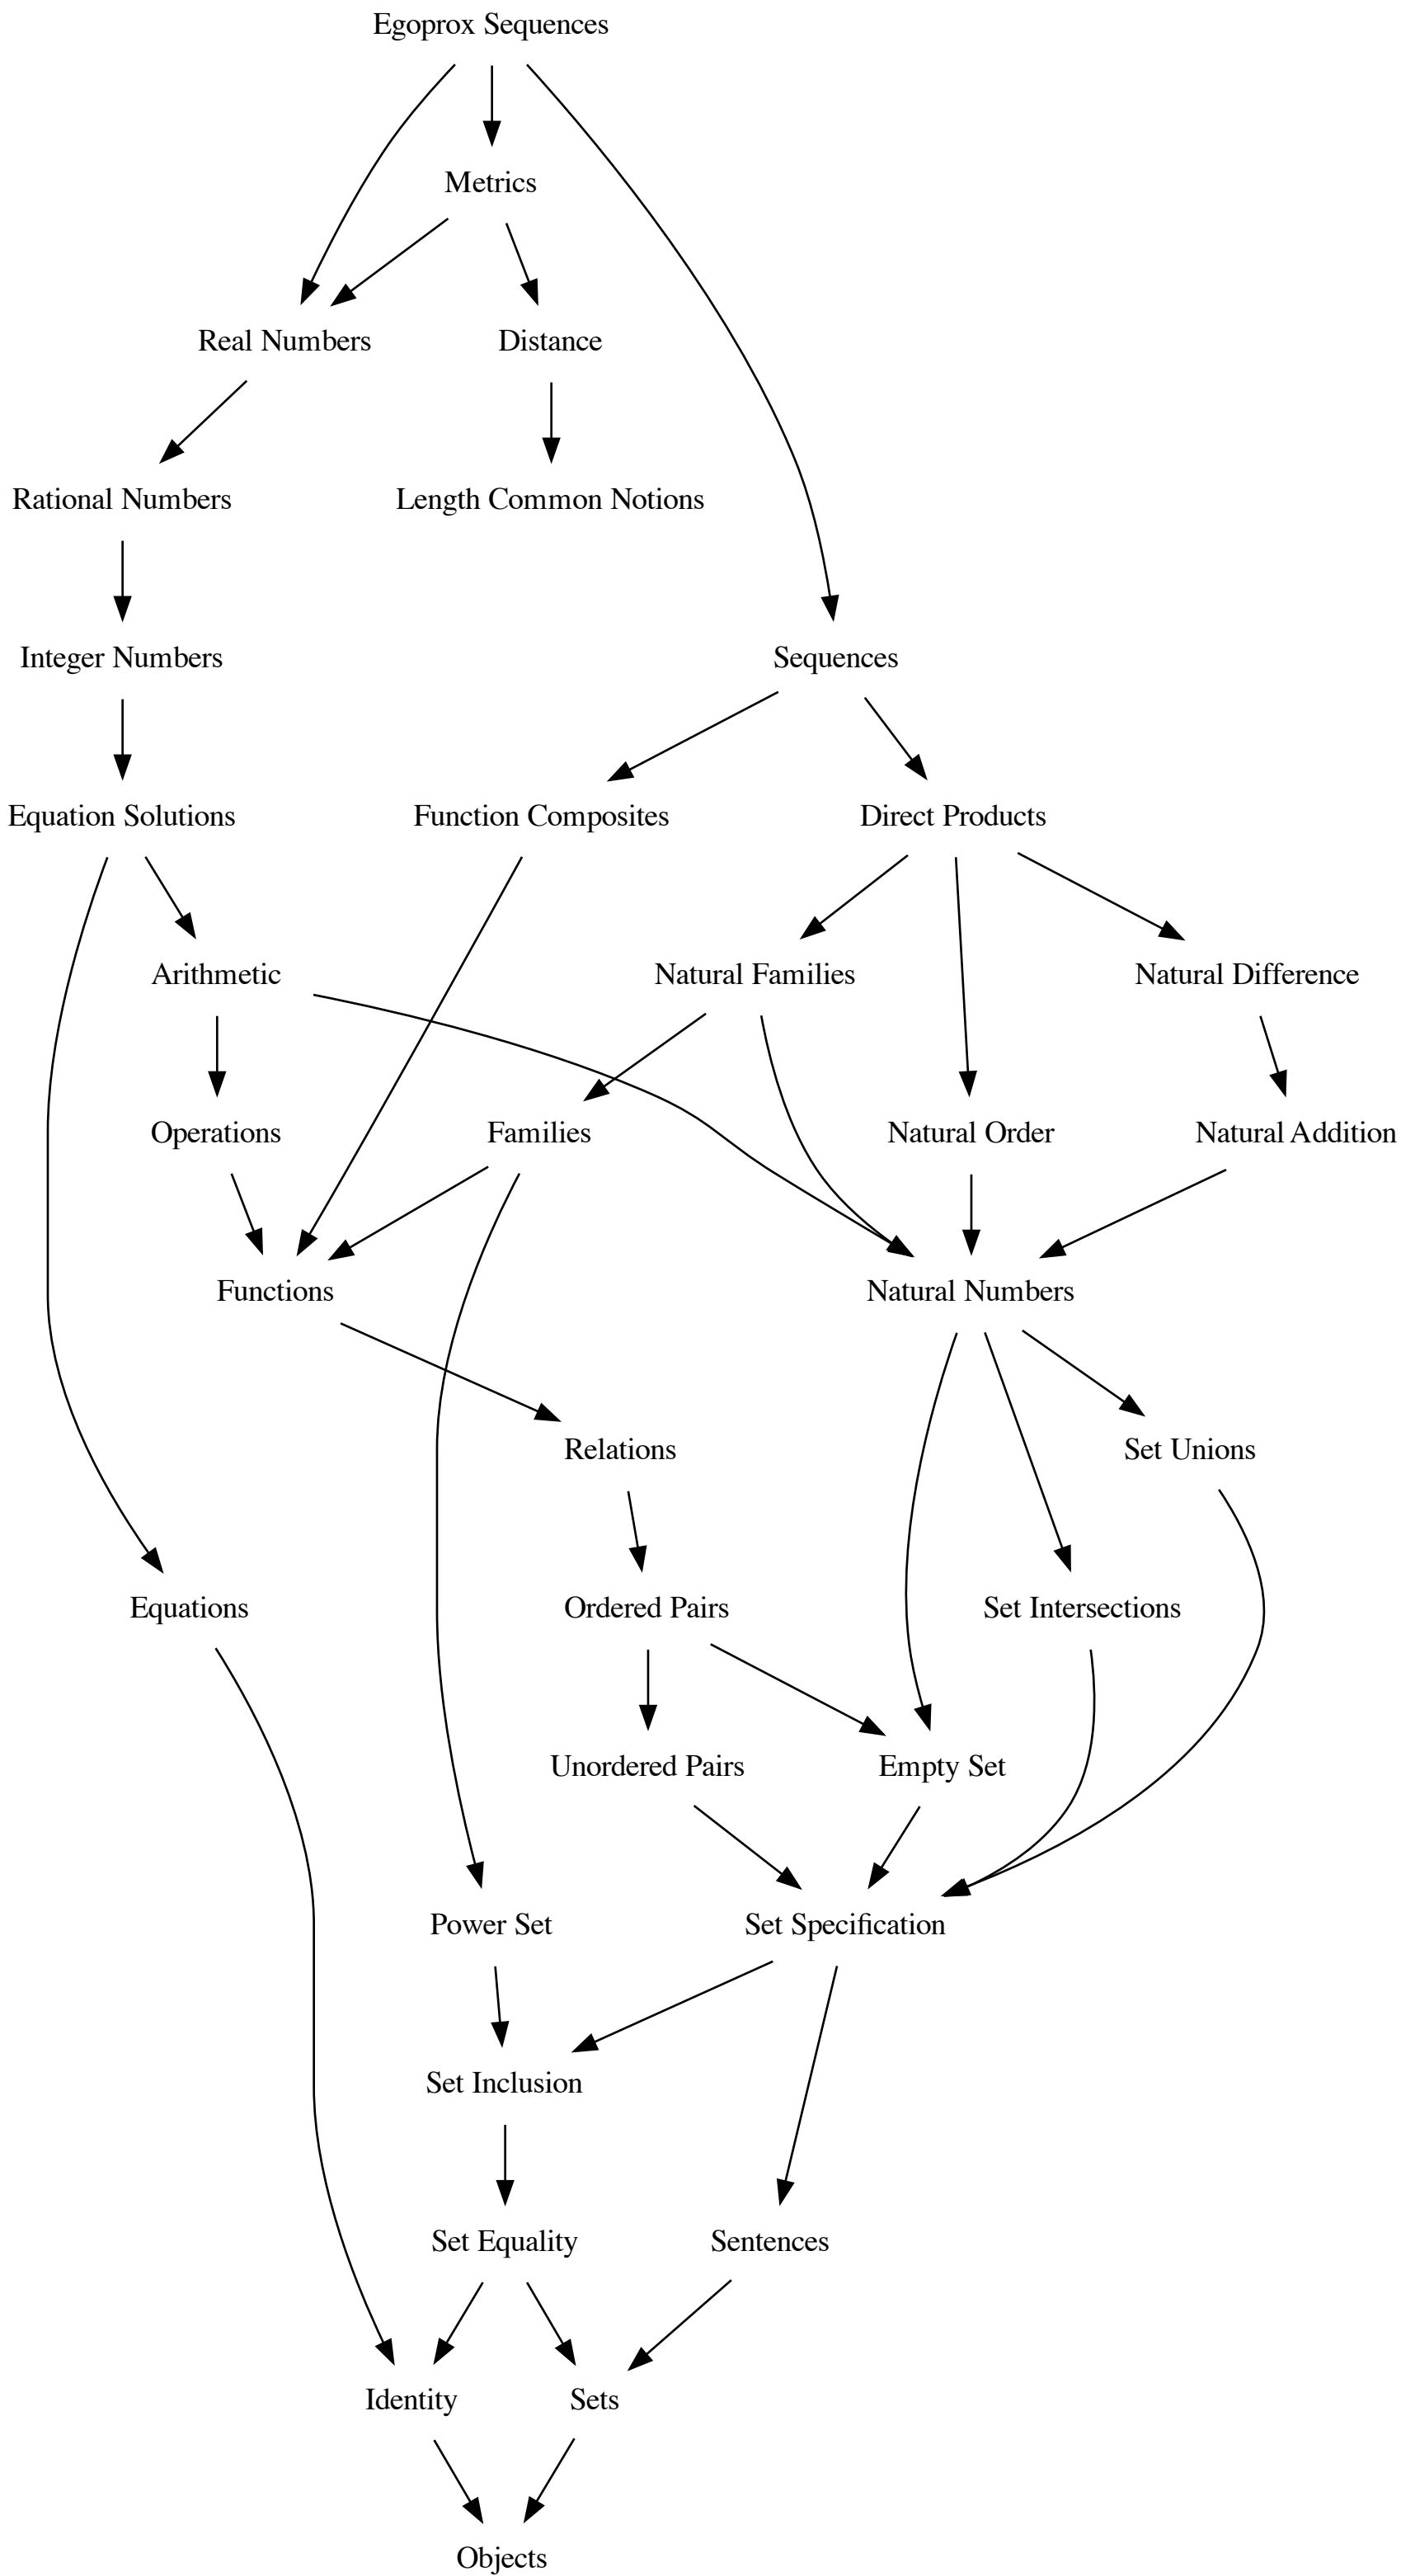 Egoprox Sequences
Metrics
Real Numbers
Distance
Rational Numbers
Length Common Notions
Integer Numbers
Sequences
Equation Solutions
Function Composites
Direct Products
Arithmetic
Natural Families
Natural Difference
Operations
Families
Natural Order
Natural Addition
Functions
Natural Numbers
Relations
Set Unions
Equations
Ordered Pairs
Set Intersections
Unordered Pairs
Empty Set
Power Set
Set Specification
Set Inclusion
Set Equality
Sentences
Identity
Sets
Objects